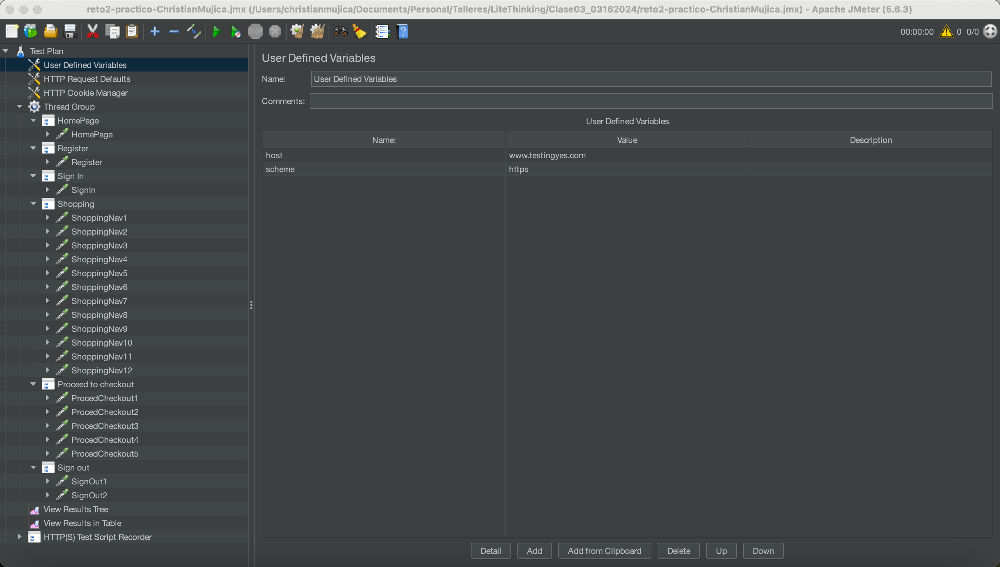 reto2-practico-ChristianMujica.jmx (/Users/christianmujica/Documents/Personal/Talleres/LiteThinking/Clase03_03162024/reto2-practico-ChristianMujica.jmx) - Apache JMeter (5.6.3)
STOP
00:00:00 0 0/0
Test Plan
User Defined Variables
HTTP Request Defaults
HTTP Cookie Manager
Thread Group
HomePage
HomePage
Register
Register
Sign In
SignIn
Shopping
ShoppingNav1
ShoppingNav2
ShoppingNav3
ShoppingNav4
ShoppingNav5
ShoppingNav6
ShoppingNav7
ShoppingNav8
ShoppingNav9
ShoppingNav10
ShoppingNav11
ShoppingNav12
Proceed to checkout
ProcedCheckout1
ProcedCheckout2
ProcedCheckout3
ProcedCheckout4
ProcedCheckout5
Sign out
SignOut1
SignOut2
View Results Tree
View Results in Table
HTTP(S) Test Script Recorder
User Defined Variables
Name: User Defined Variables
Comments:
User Defined Variables
Name: Value Description
host www.testingyes.com
scheme https
Detail Add Add from Clipboard Delete Up Down